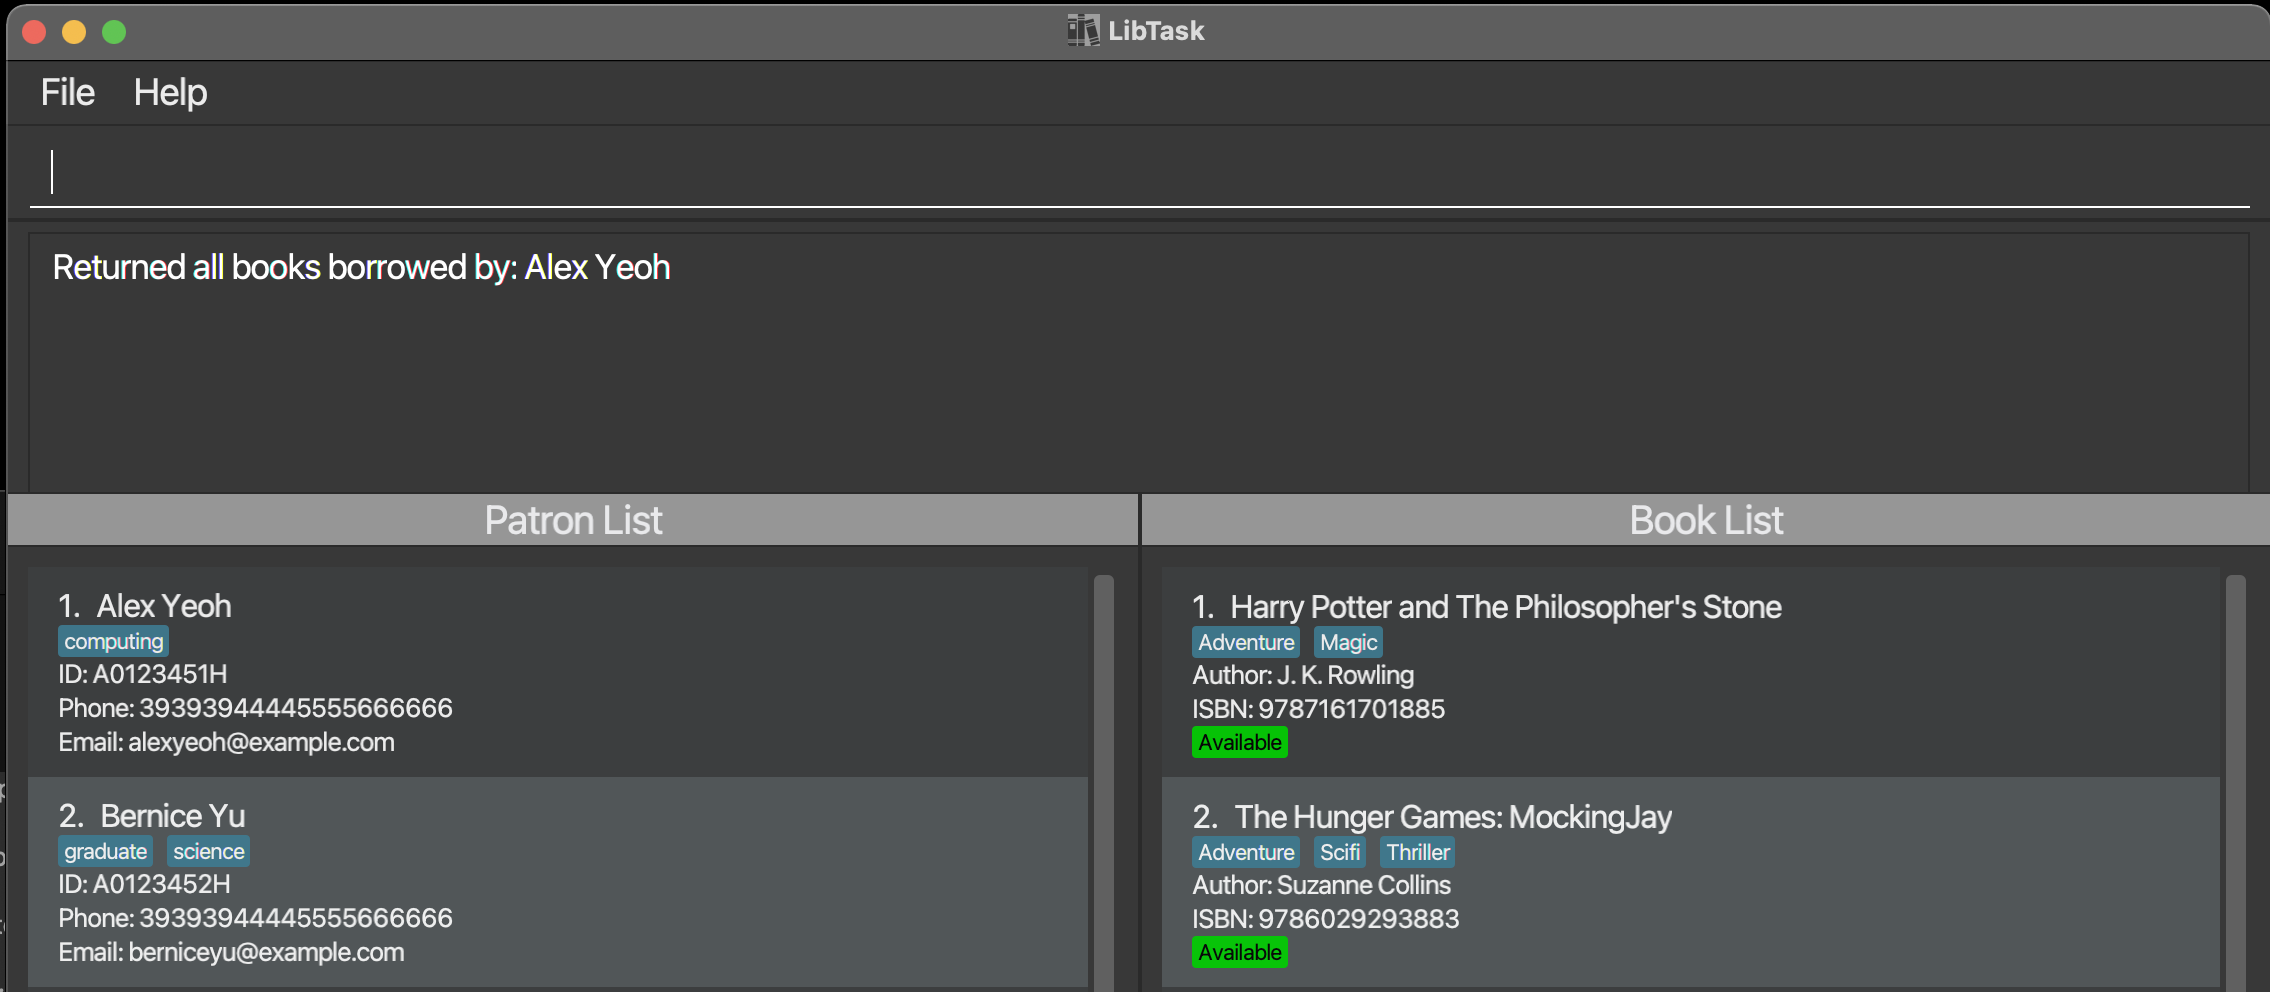 LibTask
File Help
Returned all books borrowed by: Alex Yeoh
Patron List
1. Alex Yeoh
computing
ID: A0123451H
Phone: 39393944445555666666
Email: alexyeoh@example.com
2. Bernice Yu
graduate science
ID: A0123452H
Phone: 39393944445555666666
Email: berniceyu@example.com
Book List
1. Harry Potter and The Philosopher's Stone
Adventure Magic
Author: J. K. Rowling
ISBN: 9787161701885
Available
2. The Hunger Games: MockingJay
Adventure Scifi Thriller
Author: Suzanne Collins
ISBN: 9786029293883
Available